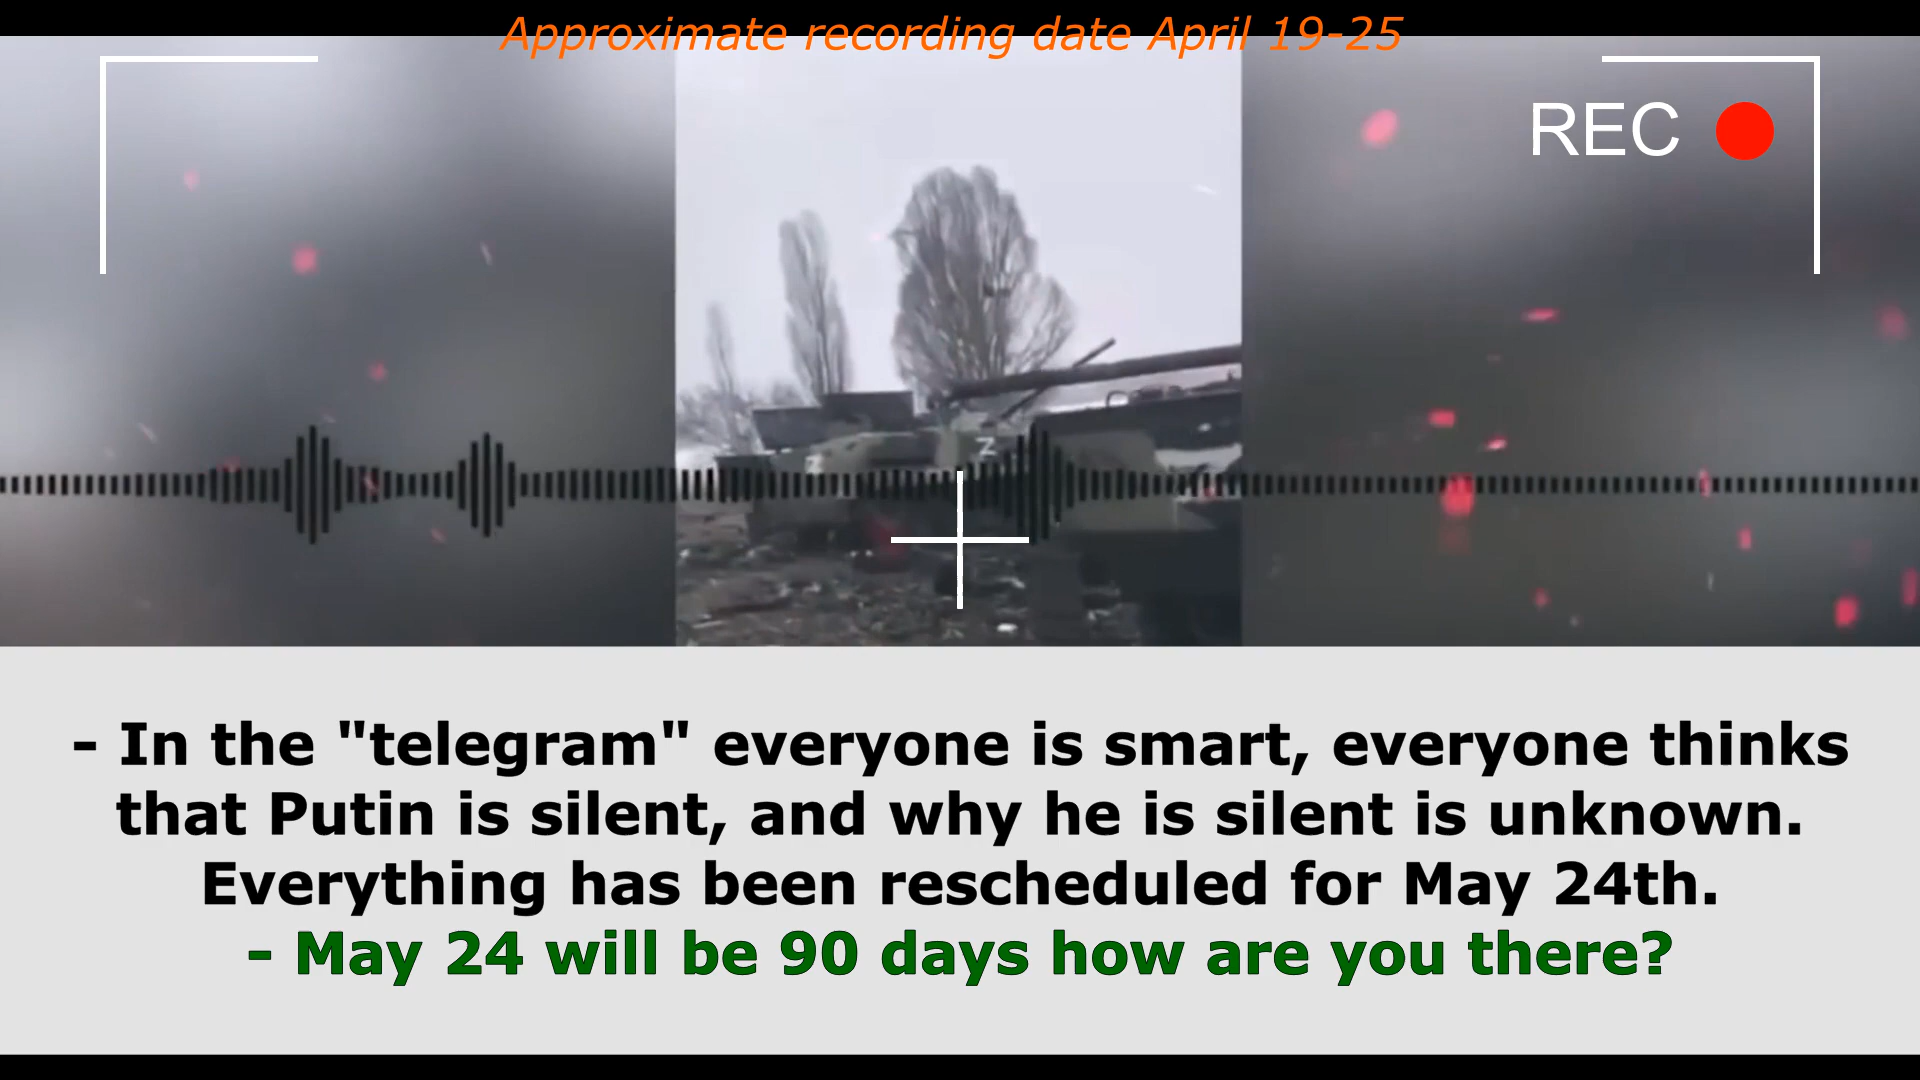 Approximate recording date April 19-25
REC
Z
- In the "telegram" everyone is smart, everyone thinks
that Putin is silent, and why he is silent is unknown.
Everything has been rescheduled for May 24th.
- May 24 will be 90 days how are you there?